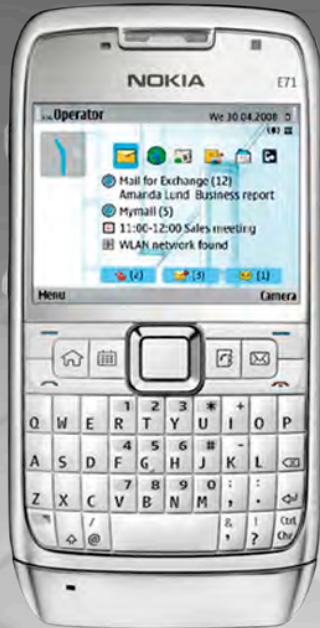 NOKIA E71
Operator We 30.04.2008
Mail for Exchange (12)
Amanda Lund Business report
Mymail (5)
11:00-12:00 Sales meeting
WLAN network found
(2) (3) (1)
Menu Camera
1 2 3 * +
Q W E R T Y U I O P
4 5 6 # -
A S D F G H J K L
7 8 9 0 ; :
Z X C V B N M , .
/ & ! Ctrl
@ ' ? Chr